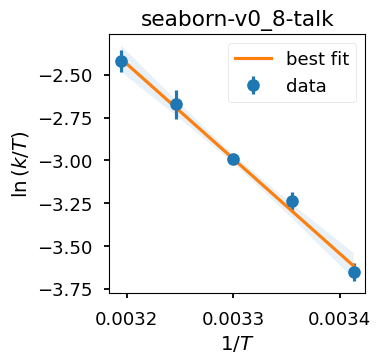 seaborn-v0_8-talk
best fit
data
ln (k/T)
−2.50
−2.75
−3.00
−3.25
−3.50
−3.75
0.0032
0.0033
0.0034
1/T